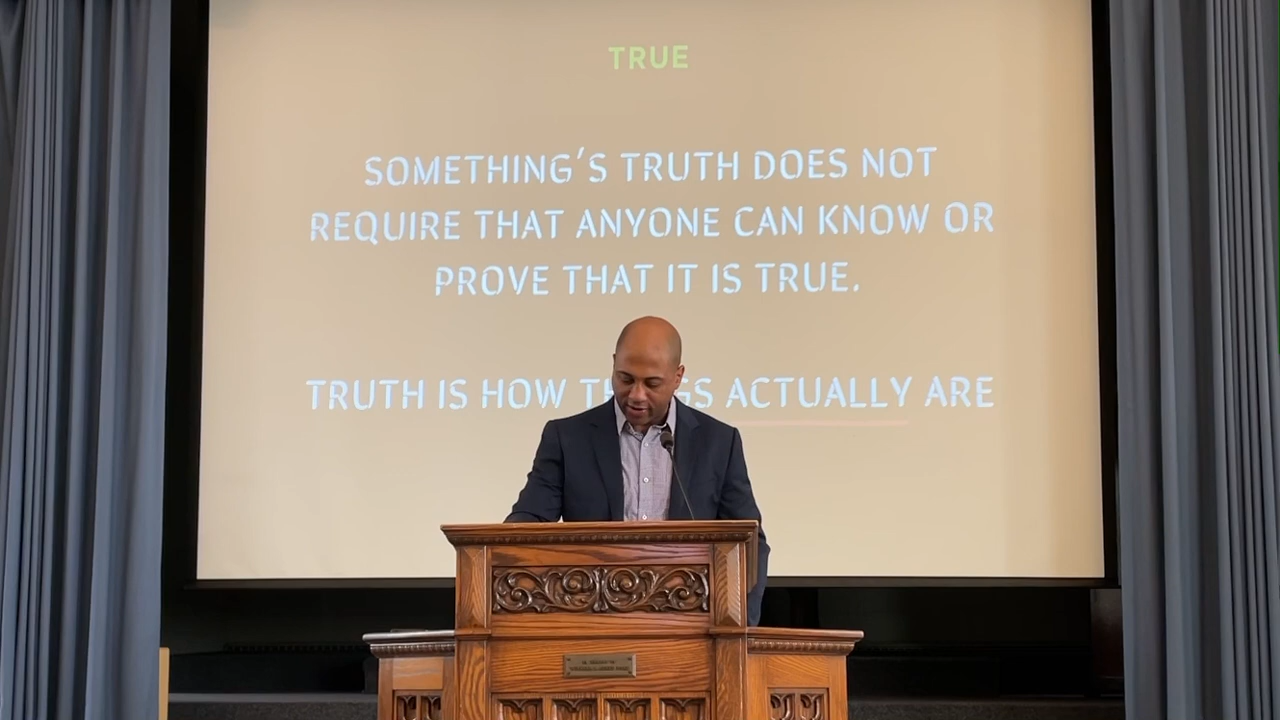 TRUE
SOMETHING'S TRUTH DOES NOT
REQUIRE THAT ANYONE CAN KNOW OR
PROVE THAT IT IS TRUE.
TRUTH IS HOW ACTUALLY ARE